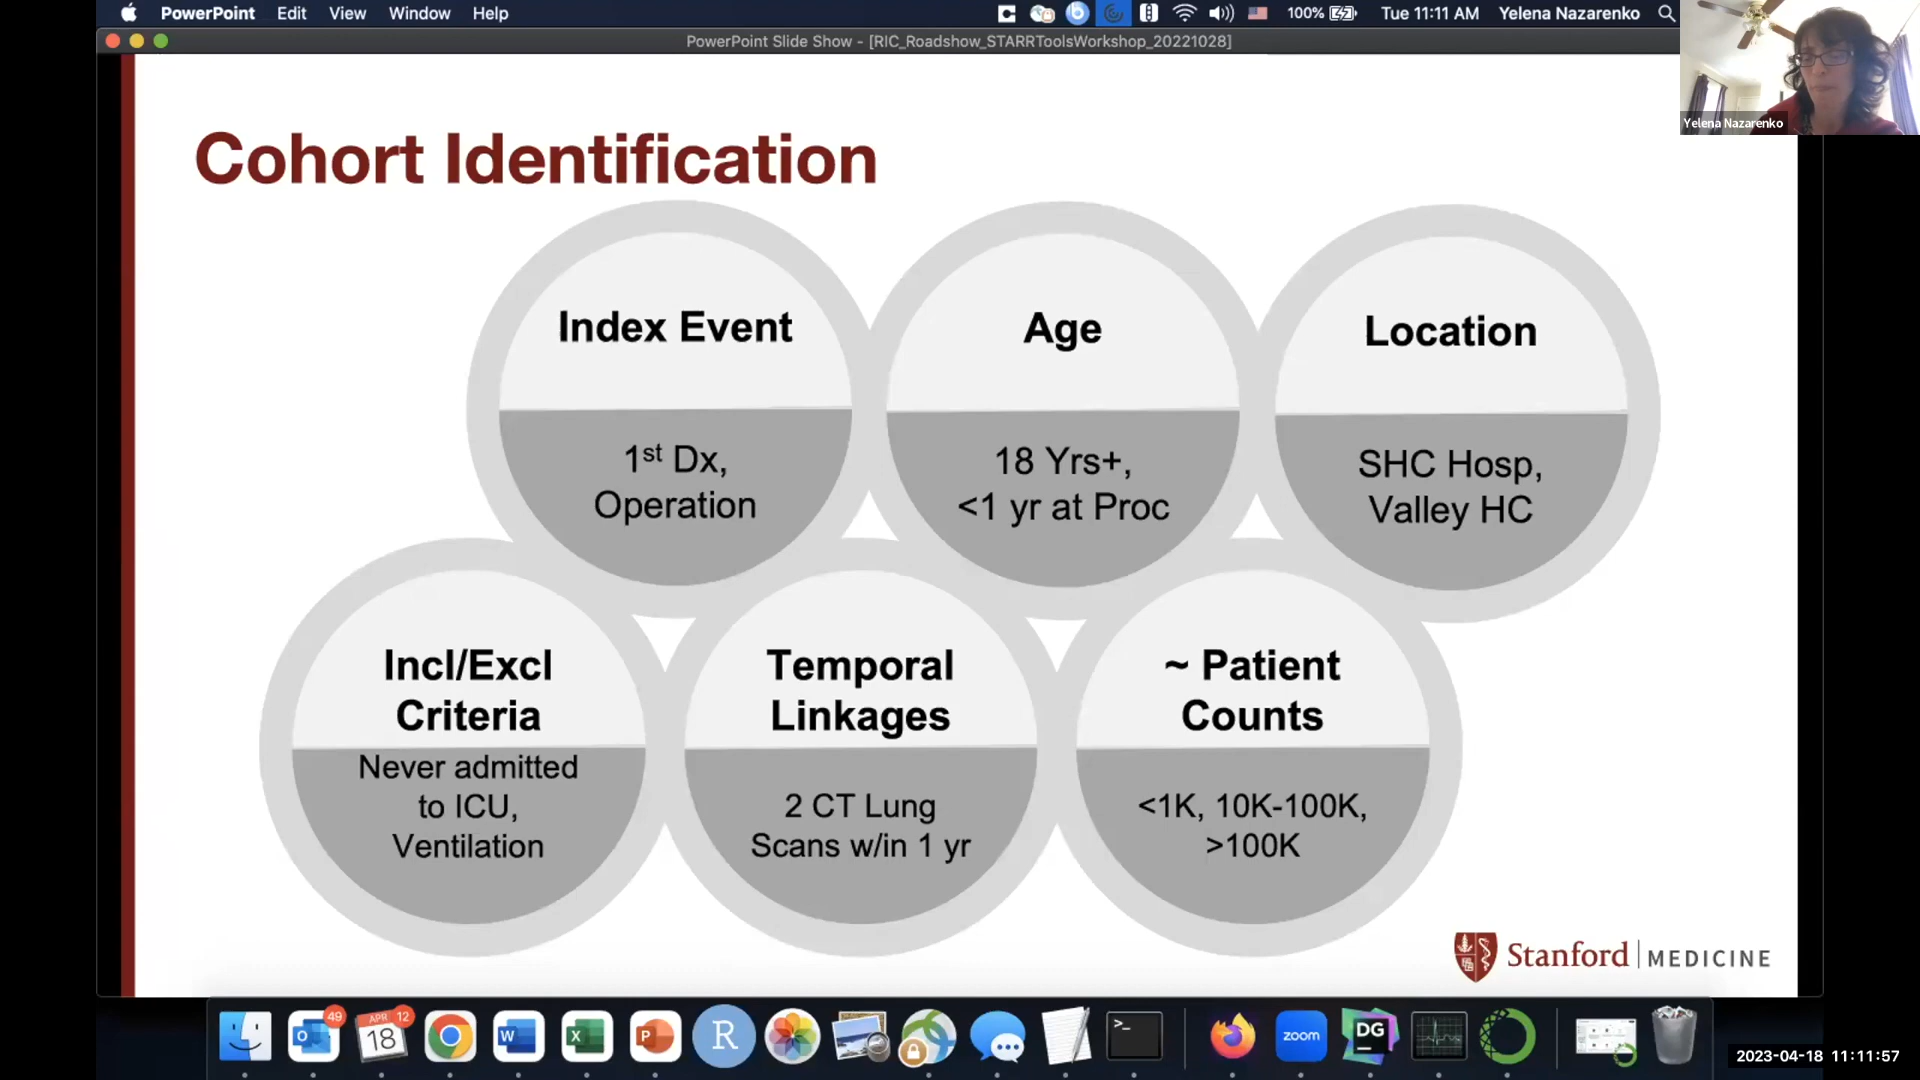 PowerPoint Edit View Window Help
100% Tue 11:11 AM Yelena Nazarenko
PowerPoint Slide Show - [RIC_Roadshow_STARRToolsWorkshop_20221028]
Yelena Nazarenko
Cohort Identification
Index Event
1st Dx,
Operation
Age
18 Yrs+,
<1 yr at Proc
Location
SHC Hosp,
Valley HC
Incl/Excl
Criteria
Never admitted
to ICU,
Ventilation
Temporal
Linkages
2 CT Lung
Scans w/in 1 yr
~ Patient
Counts
<1K, 10K-100K,
>100K
Stanford MEDICINE
49
APR 12
18
O
W
X
P
R
>_
zoom
DG
2023-04-18 11:11:57